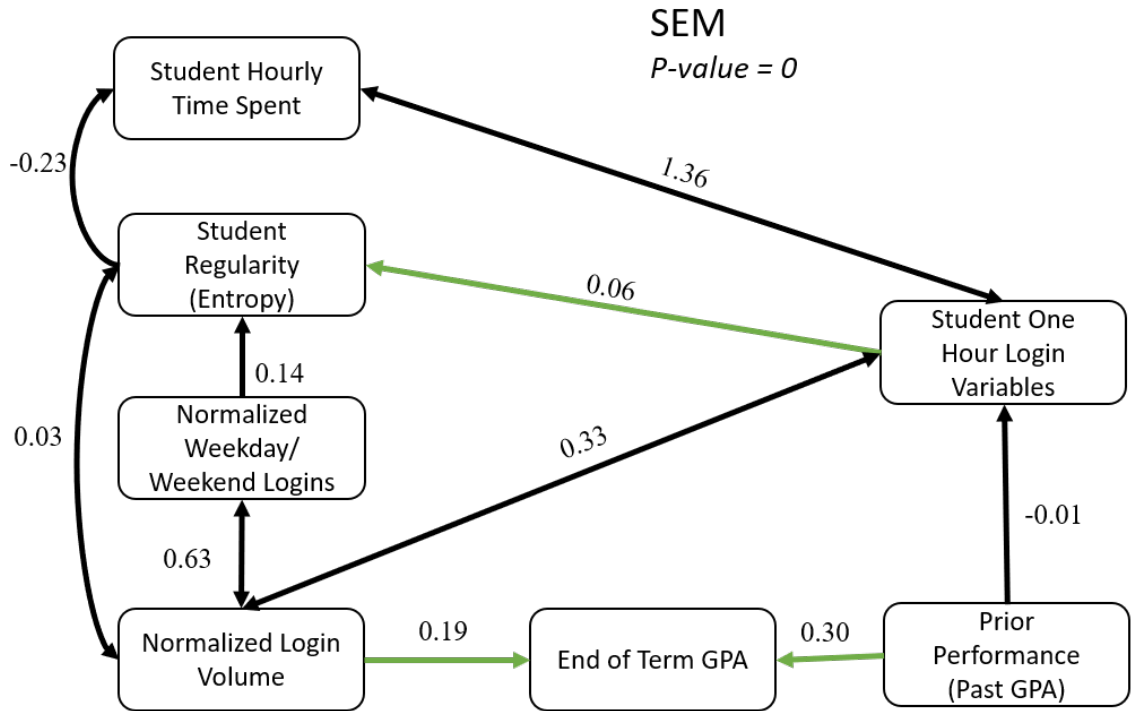 SEM
P-value = 0
Student Hourly
Time Spent
-0.23
1.36
Student
Regularity
(Entropy)
0.06
Student One
Hour Login
Variables
0.14
Normalized
Weekday/
Weekend Logins
0.03
0.33
-0.01
0.63
Normalized Login
Volume
0.19
End of Term GPA
0.30
Prior
Performance
(Past GPA)